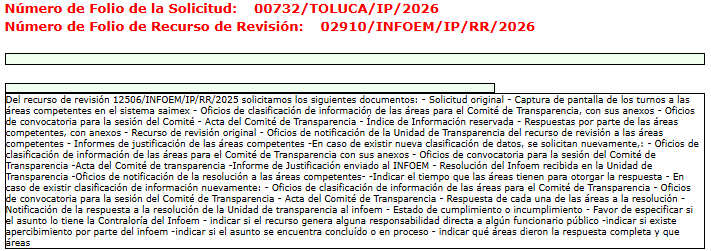 Número de Folio de la Solicitud: 00732/TOLUCA/IP/2026
Número de Folio de Recurso de Revisión: 02910/INFOEM/IP/RR/2026
Del recurso de revisión 12506/INFOEM/IP/RR/2025 solicitamos los siguientes documentos: - Solicitud original - Captura de pantalla de los turnos a las
áreas competentes en el sistema saimex - Oficios de clasificación de información de las áreas para el Comité de Transparencia, con sus anexos - Oficios
de convocatoria para la sesión del Comité - Acta del Comité de Transparencia - Índice de Información reservada - Respuestas por parte de las áreas
competentes, con anexos - Recurso de revisión original - Oficios de notificación de la Unidad de Transparencia del recurso de revisión a las áreas
competentes - Informes de justificación de las áreas competentes -En caso de existir nueva clasificación de datos, se solicitan nuevamente,: - Oficios de
clasificación de información de las áreas para el Comité de Transparencia con sus anexos - Oficios de convocatoria para la sesión del Comité de
Transparencia -Acta del Comité de transparencia -Informe de Justificación enviado al INFOEM - Resolución del Infoem recibida en la Unidad de
Transparencia -Oficios de notificación de la resolución a las áreas competentes- -Indicar el tiempo que las áreas tienen para otorgar la respuesta - En
caso de existir clasificación de información nuevamente: - Oficios de clasificación de información de las áreas para el Comité de Transparencia - Oficios
de convocatoria para la sesión del Comité de Transparencia - Acta del Comité de Transparencia - Respuesta de cada una de las áreas a la resolución -
Notificación de la respuesta a la resolución de la Unidad de transparencia al infoem - Estado de cumplimiento o incumplimiento - Favor de especificar si
el asunto lo tiene la Contraloría del Infoem - indicar si el recurso genera alguna responsabilidad directa a algún funcionario público -indicar si existe
apercibimiento por parte del infoem -indicar si el asunto se encuentra concluído o en proceso - indicar qué áreas dieron la respuesta completa y que
áreas